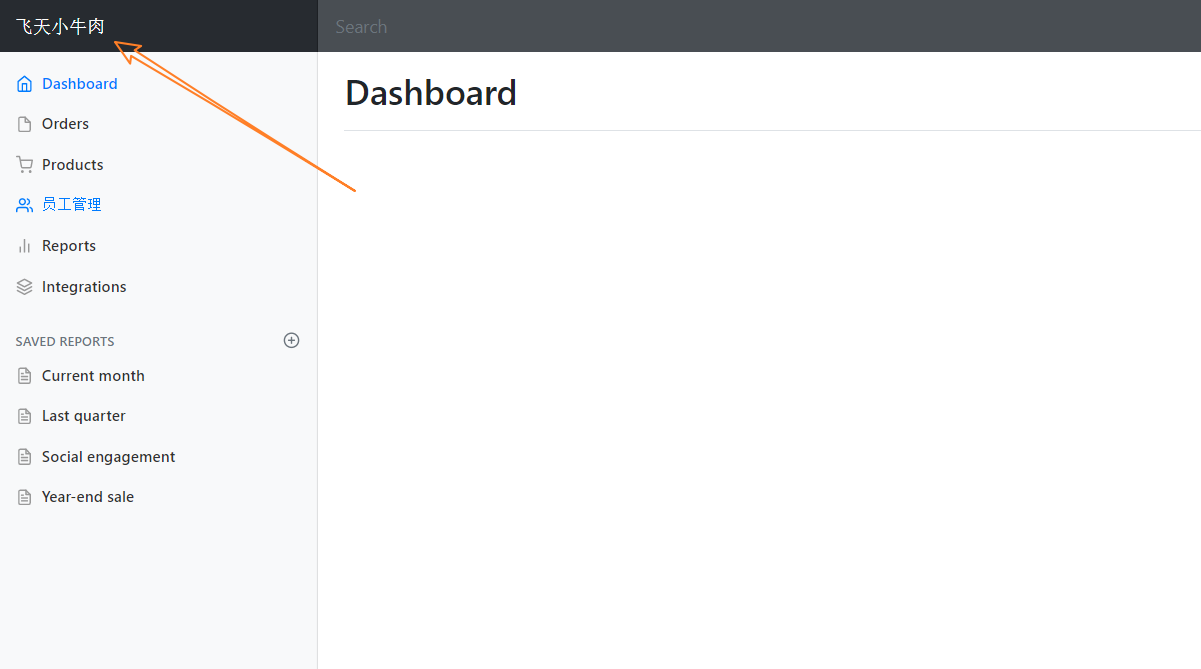 飞天小牛肉
Search
Dashboard
Orders
Products
员工管理
Reports
Integrations
SAVED REPORTS
Current month
Last quarter
Social engagement
Year-end sale
Dashboard